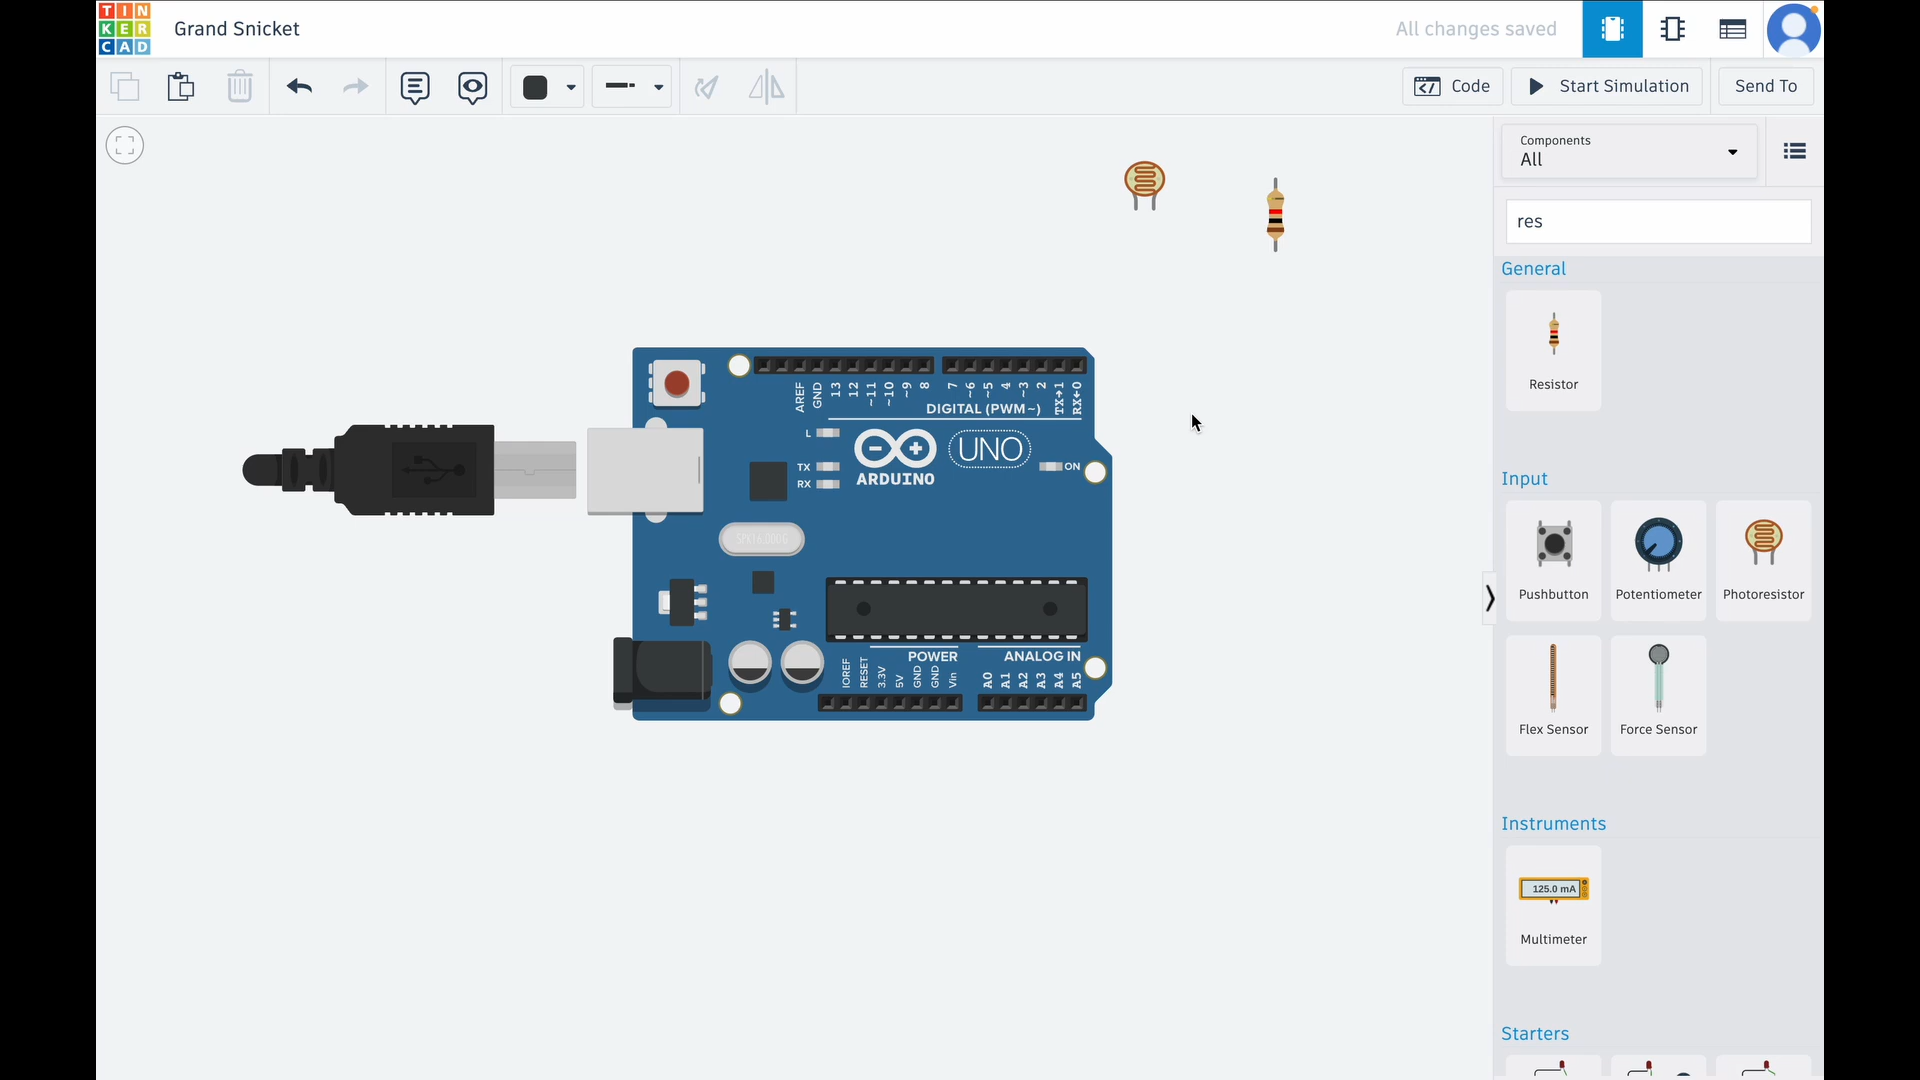 TIN
KER
CAD
Grand Snicket
All changes saved
Code
Start Simulation
Send To
Components
All
res
General
Resistor
Input
Pushbutton
Potentiometer
Photoresistor
Flex Sensor
Force Sensor
Instruments
125.0 mA
Multimeter
Starters
AREF
GND
13
12
~11
~10
~9
8
7
~6
~5
4
~3
2
TX→1
RX←0
DIGITAL (PWM~)
L
TX
RX
UNO
ARDUINO
ON
POWER
ANALOG IN
IOREF
RESET
3.3V
5V
GND
GND
Vin
A0
A1
A2
A3
A4
A5